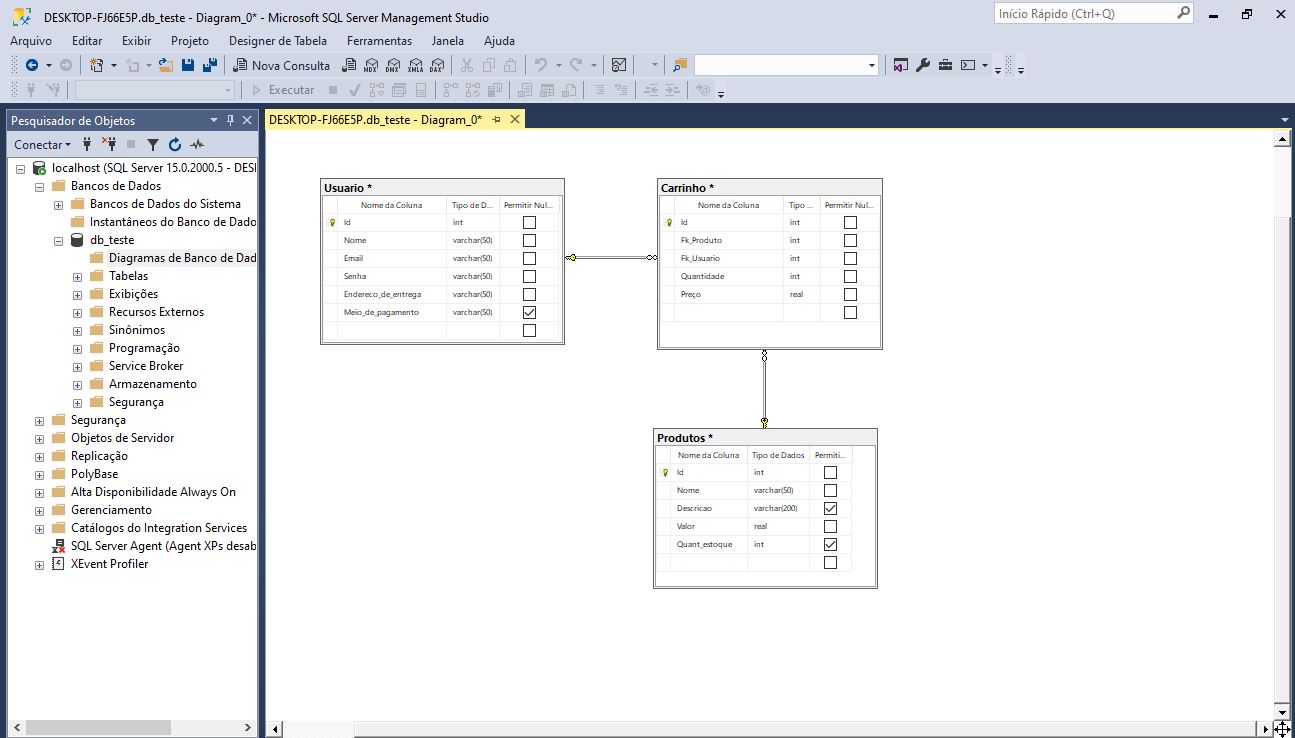 DESKTOP-FJ66E5P.db_teste - Diagram_0* - Microsoft SQL Server Management Studio
Início Rápido (Ctrl+Q)
Arquivo Editar Exibir Projeto Designer de Tabela Ferramentas Janela Ajuda
Nova Consulta MDX DMX XMLA DAX
Executar
Pesquisador de Objetos
DESKTOP-FJ66E5P.db_teste - Diagram_0*
Conectar
localhost (SQL Server 15.0.2000.5 - DESI
Bancos de Dados
Bancos de Dados do Sistema
Instantâneos do Banco de Dado
db_teste
Diagramas de Banco de Dad
Tabelas
Exibições
Recursos Externos
Sinônimos
Programação
Service Broker
Armazenamento
Segurança
Segurança
Objetos de Servidor
Replicação
PolyBase
Alta Disponibilidade Always On
Gerenciamento
Catálogos do Integration Services
SQL Server Agent (Agent XPs desab
XEvent Profiler
Usuario *
Nome da Coluna Tipo de D... Permitir Nul...
Id int
Nome varchar(50)
Email varchar(50)
Senha varchar(50)
Endereco_de_entrega varchar(50)
Meio_de_pagamento varchar(50)
Carrinho *
Nome da Coluna Tipo ... Permitir Nul...
Id int
Fk_Produto int
Fk_Usuario int
Quantidade int
Preço real
Produtos *
Nome da Coluna Tipo de Dados Permiti...
Id int
Nome varchar(50)
Descricao varchar(200)
Valor real
Quant_estoque int